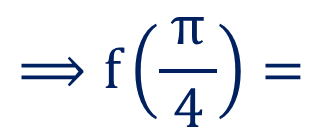 ⟹ f(π/4) =